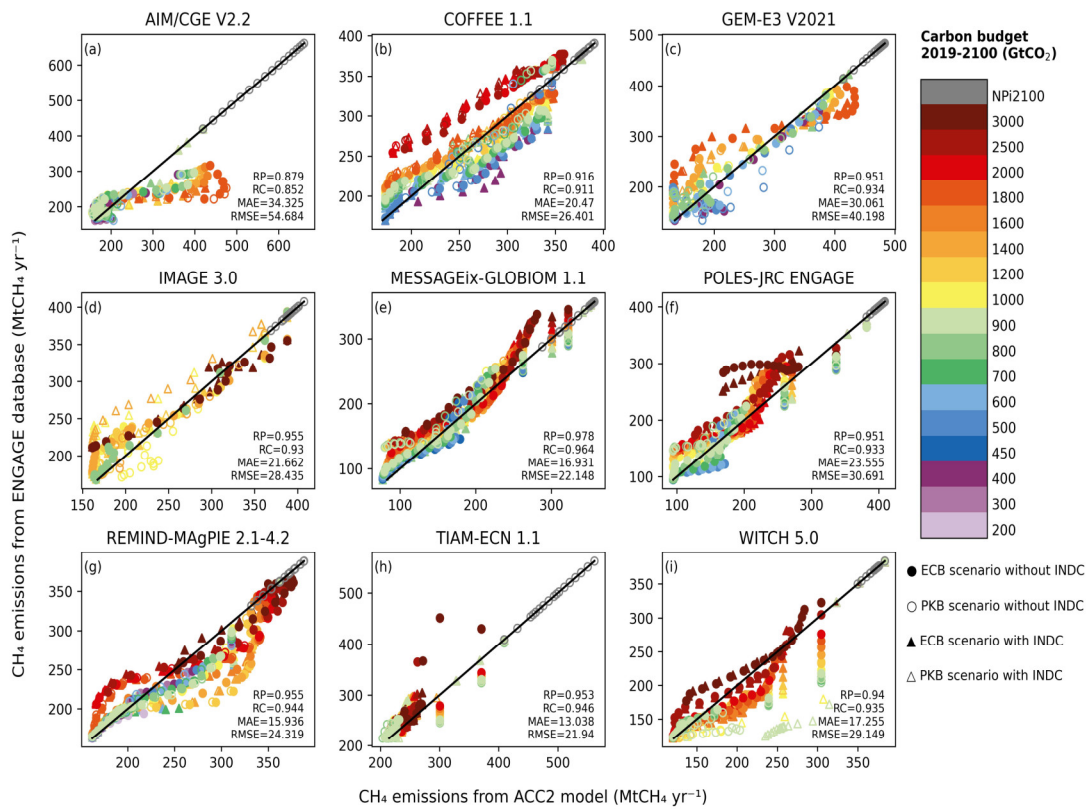 AIM/CGE V2.2
COFFEE 1.1
GEM-E3 V2021
(a)
600
500
400
300
200
200 300 400 500 600
RP=0.879
RC=0.852
MAE=34.325
RMSE=54.684
(b)
400
350
300
250
200
200 250 300 350 400
RP=0.916
RC=0.911
MAE=20.47
RMSE=26.401
(c)
500
400
300
200
200 300 400 500
RP=0.951
RC=0.934
MAE=30.061
RMSE=40.198
IMAGE 3.0
MESSAGEix-GLOBIOM 1.1
POLES-JRC ENGAGE
(d)
400
350
300
250
200
150 200 250 300 350 400
RP=0.955
RC=0.93
MAE=21.662
RMSE=28.435
(e)
300
200
100
100 200 300
RP=0.978
RC=0.964
MAE=16.931
RMSE=22.148
(f)
400
300
200
100
100 150 200 250 300 350 400
RP=0.951
RC=0.933
MAE=23.555
RMSE=30.691
REMIND-MAgPIE 2.1-4.2
TIAM-ECN 1.1
WITCH 5.0
(g)
350
300
250
200
200 250 300 350
RP=0.955
RC=0.944
MAE=15.936
RMSE=24.319
(h)
500
400
300
200
200 250 300 350 400 450 500 550
RP=0.953
RC=0.946
MAE=13.038
RMSE=21.94
(i)
350
300
250
200
150
150 200 250 300 350
RP=0.94
RC=0.935
MAE=17.255
RMSE=29.149
CH₄ emissions from ENGAGE database (MtCH₄ yr⁻¹)
CH₄ emissions from ACC2 model (MtCH₄ yr⁻¹)
Carbon budget
2019-2100 (GtCO₂)
NPi2100
3000
2500
2000
1600
1400
1200
1000
900
800
700
600
500
450
400
300
200
ECB scenario without INDC
PKB scenario without INDC
ECB scenario with INDC
PKB scenario with INDC